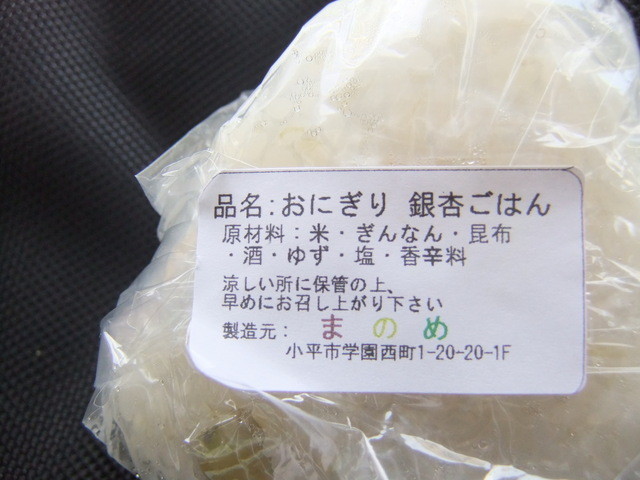 品名:おにぎり 銀杏ごはん
原材料：米・ぎんなん・昆布
・酒・ゆず・塩・香辛料
涼しい所に保管の上、
早めにお召し上がり下さい
製造元： まのめ
小平市学園西町1-20-20-1F